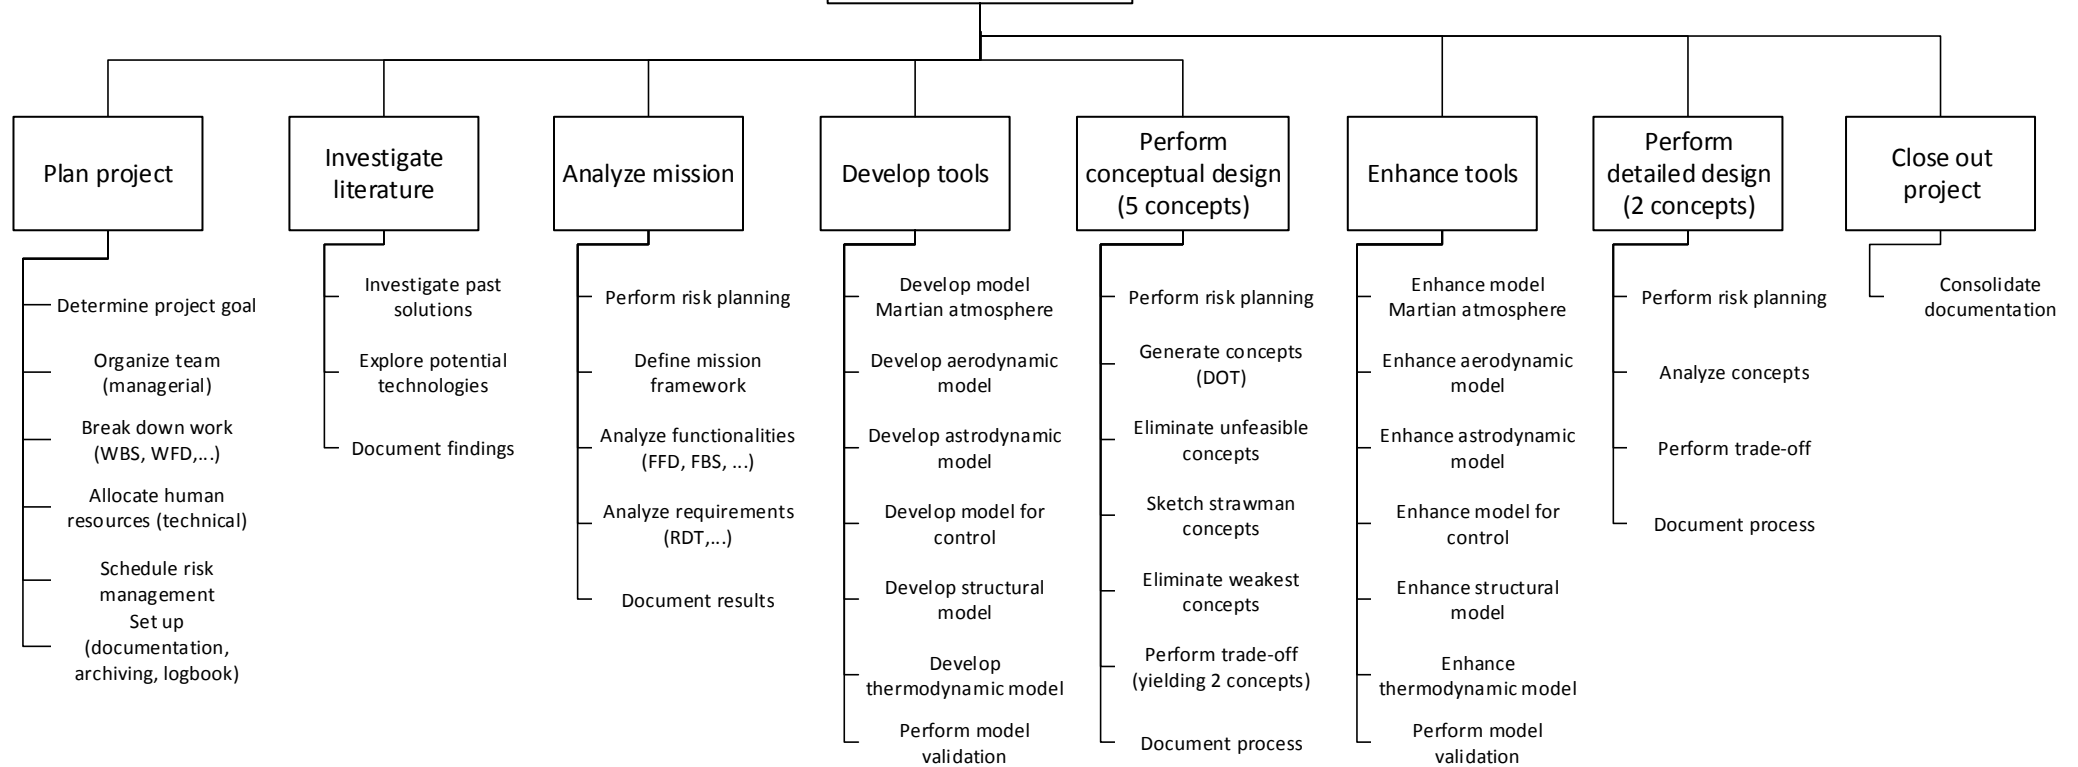 Plan project
Determine project goal
Organize team
(managerial)
Break down work
(WBS, WFD,...)
Allocate human
resources (technical)
Schedule risk
management
Set up
(documentation,
archiving, logbook)
Investigate
literature
Investigate past
solutions
Explore potential
technologies
Document findings
Analyze mission
Perform risk planning
Define mission
framework
Analyze functionalities
(FFD, FBS, ...)
Analyze requirements
(RDT,...)
Document results
Develop tools
Develop model
Martian atmosphere
Develop aerodynamic
model
Develop astrodynamic
model
Develop model for
control
Develop structural
model
Develop
thermodynamic model
Perform model
validation
Perform
conceptual design
(5 concepts)
Perform risk planning
Generate concepts
(DOT)
Eliminate unfeasible
concepts
Sketch strawman
concepts
Eliminate weakest
concepts
Perform trade-off
(yielding 2 concepts)
Document process
Enhance tools
Enhance model
Martian atmosphere
Enhance aerodynamic
model
Enhance astrodynamic
model
Enhance model for
control
Enhance structural
model
Enhance
thermodynamic model
Perform model
validation
Perform
detailed design
(2 concepts)
Perform risk planning
Analyze concepts
Perform trade-off
Document process
Close out
project
Consolidate
documentation